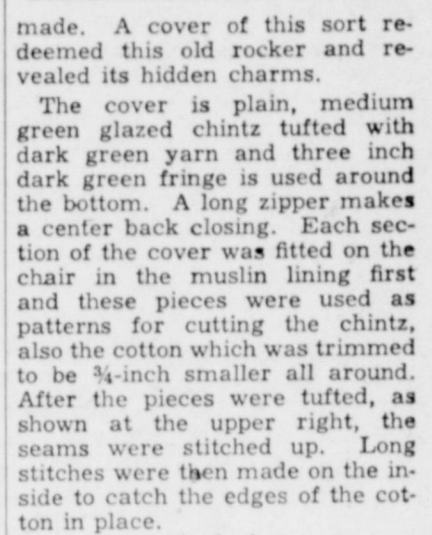 made. A cover of this sort re-
deemed this old rocker and re-
vealed its hidden charms.
The cover is plain, medium
green glazed chintz tufted with
dark green yarn and three inch
dark green fringe is used around
the bottom. A long zipper makes
a center back closing. Each sec-
tion of the cover was fitted on the
chair in the muslin lining first
and these pieces were used as
patterns for cutting the chintz,
also the cotton which was trimmed
to be ¾-inch smaller all around.
After the pieces were tufted, as
shown at the upper right, the
seams were stitched up. Long
stitches were then made on the in-
side to catch the edges of the cot-
ton in place.